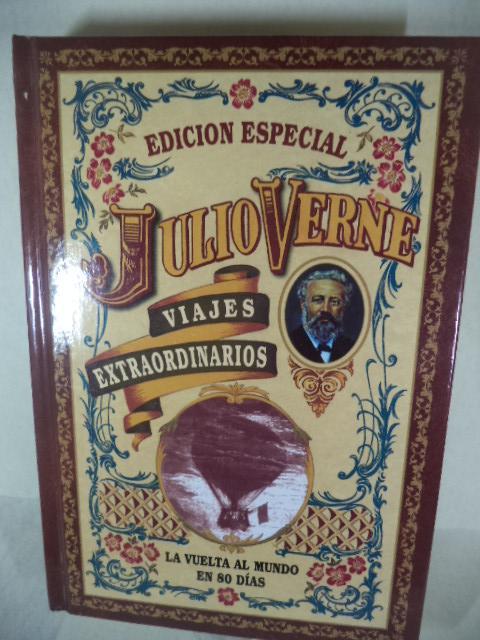 EDICION ESPECIAL
JULIO VERNE
VIAJES
EXTRAORDINARIOS
LA VUELTA AL MUNDO
EN 80 DÍAS